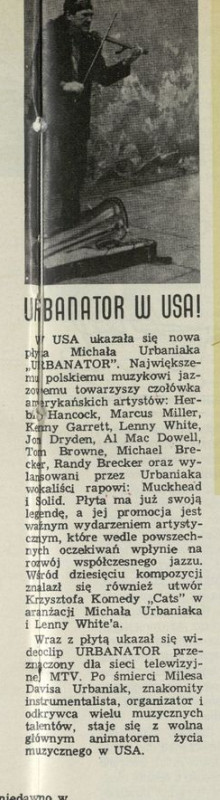 URBANATOR W USA!
W USA ukazała się nowa
płyta Michała Urbaniaka
„URBANATOR”. Największe-
mu polskiemu muzykowi jaz-
zowemu towarzyszy czołówka
amerykańskich artystów: Her-
bie Hancock, Marcus Miller,
Kenny Garrett, Lenny White,
Jon Dryden, Al Mac Dowell,
Tom Browne, Michael Brec-
ker, Randy Brecker oraz wy-
lansowani przez Urbaniaka
wokaliści rapowi: Muckhead
i Solid. Płyta ma już swoją
legendę, a jej promocja jest
ważnym wydarzeniem artysty-
cznym, które wedle powszech-
nych oczekiwań wpłynie na
rozwój współczesnego jazzu.
Wśród dziesięciu kompozycji
znalazł się również utwór
Krzysztofa Komedy „Cats” w
aranżacji Michała Urbaniaka
i Lenny White'a.
Wraz z płytą ukazał się wi-
deoclip URBANATOR prze-
znaczony dla sieci telewizyj-
nej MTV. Po śmierci Milesa
Davisa Urbaniak, znakomity
instrumentalista, organizator i
odkrywca wielu muzycznych
talentów, staje się z wolna
głównym animatorem życia
muzycznego w USA.
niedawno w